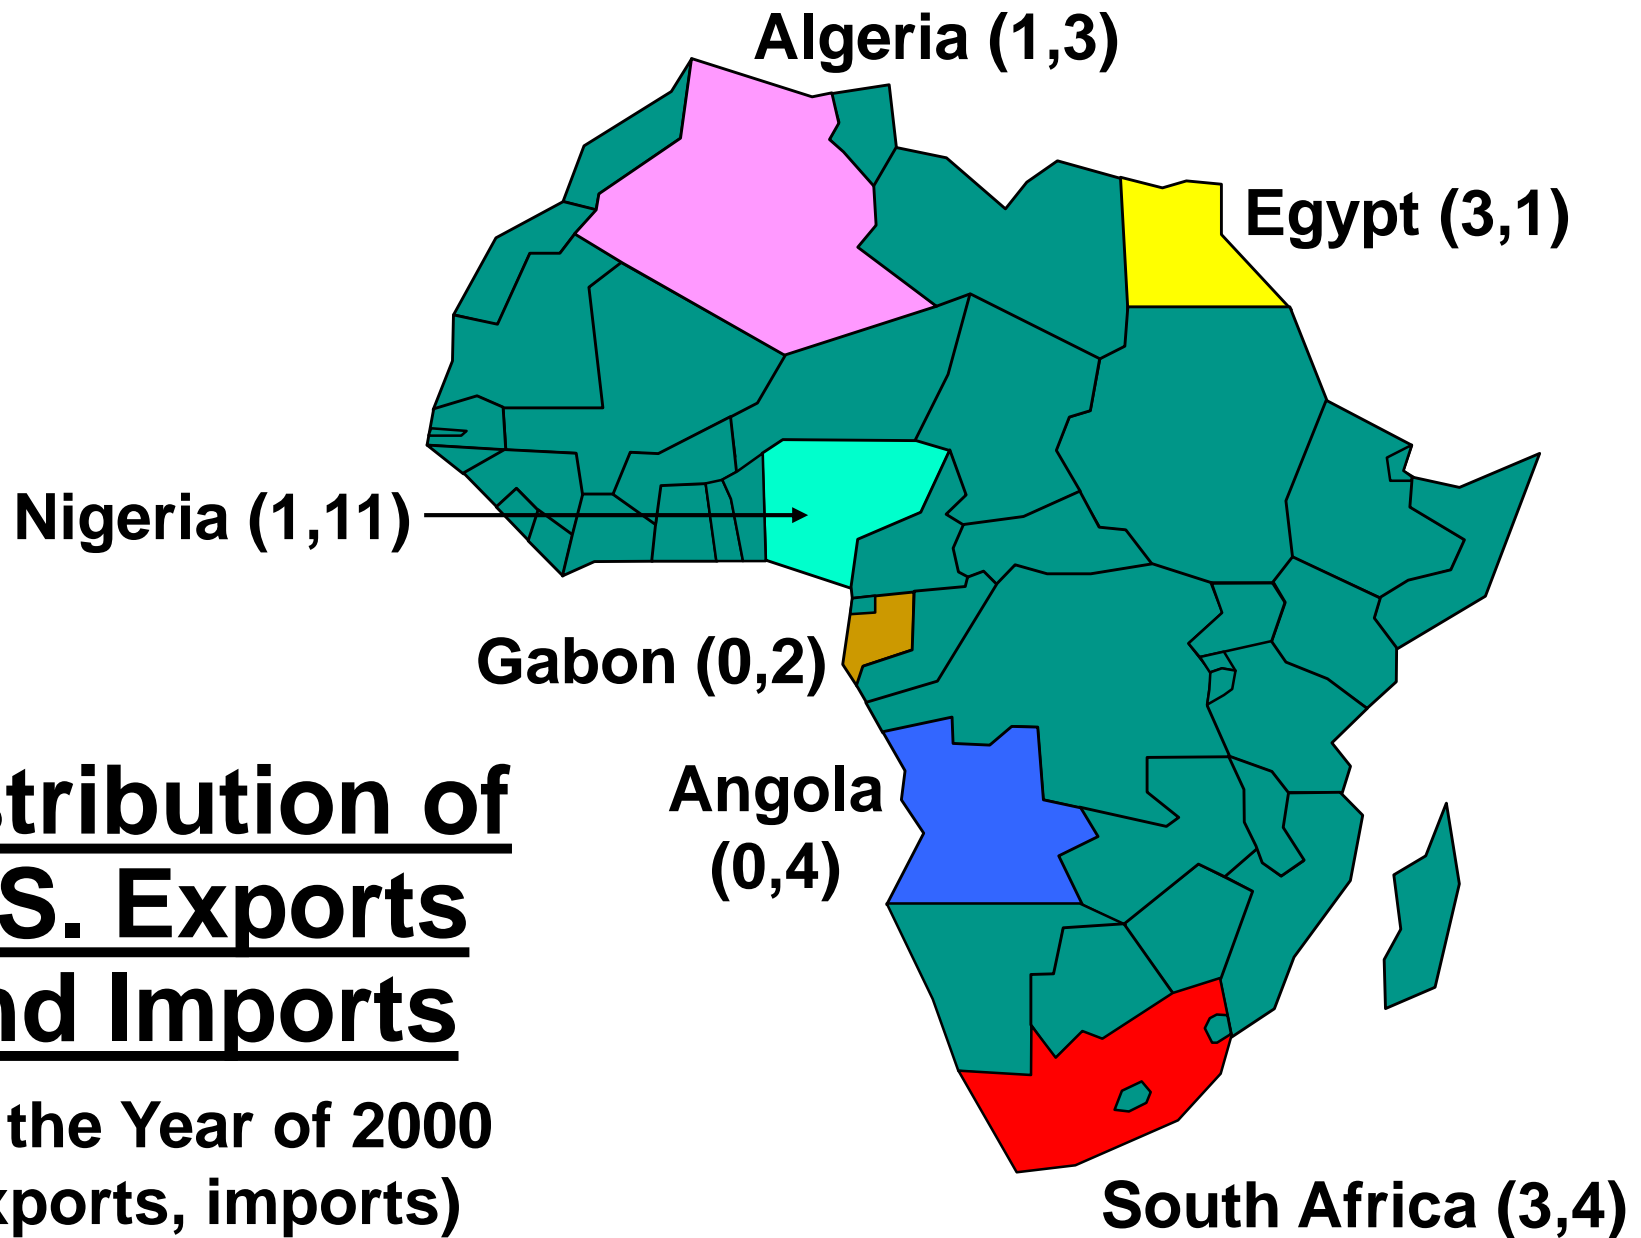 Algeria (1,3)
Egypt (3,1)
Nigeria (1,11)
Gabon (0,2)
Angola
(0,4)
stribution of
S. Exports
nd Imports
the Year of 2000
xports, imports)
South Africa (3,4)